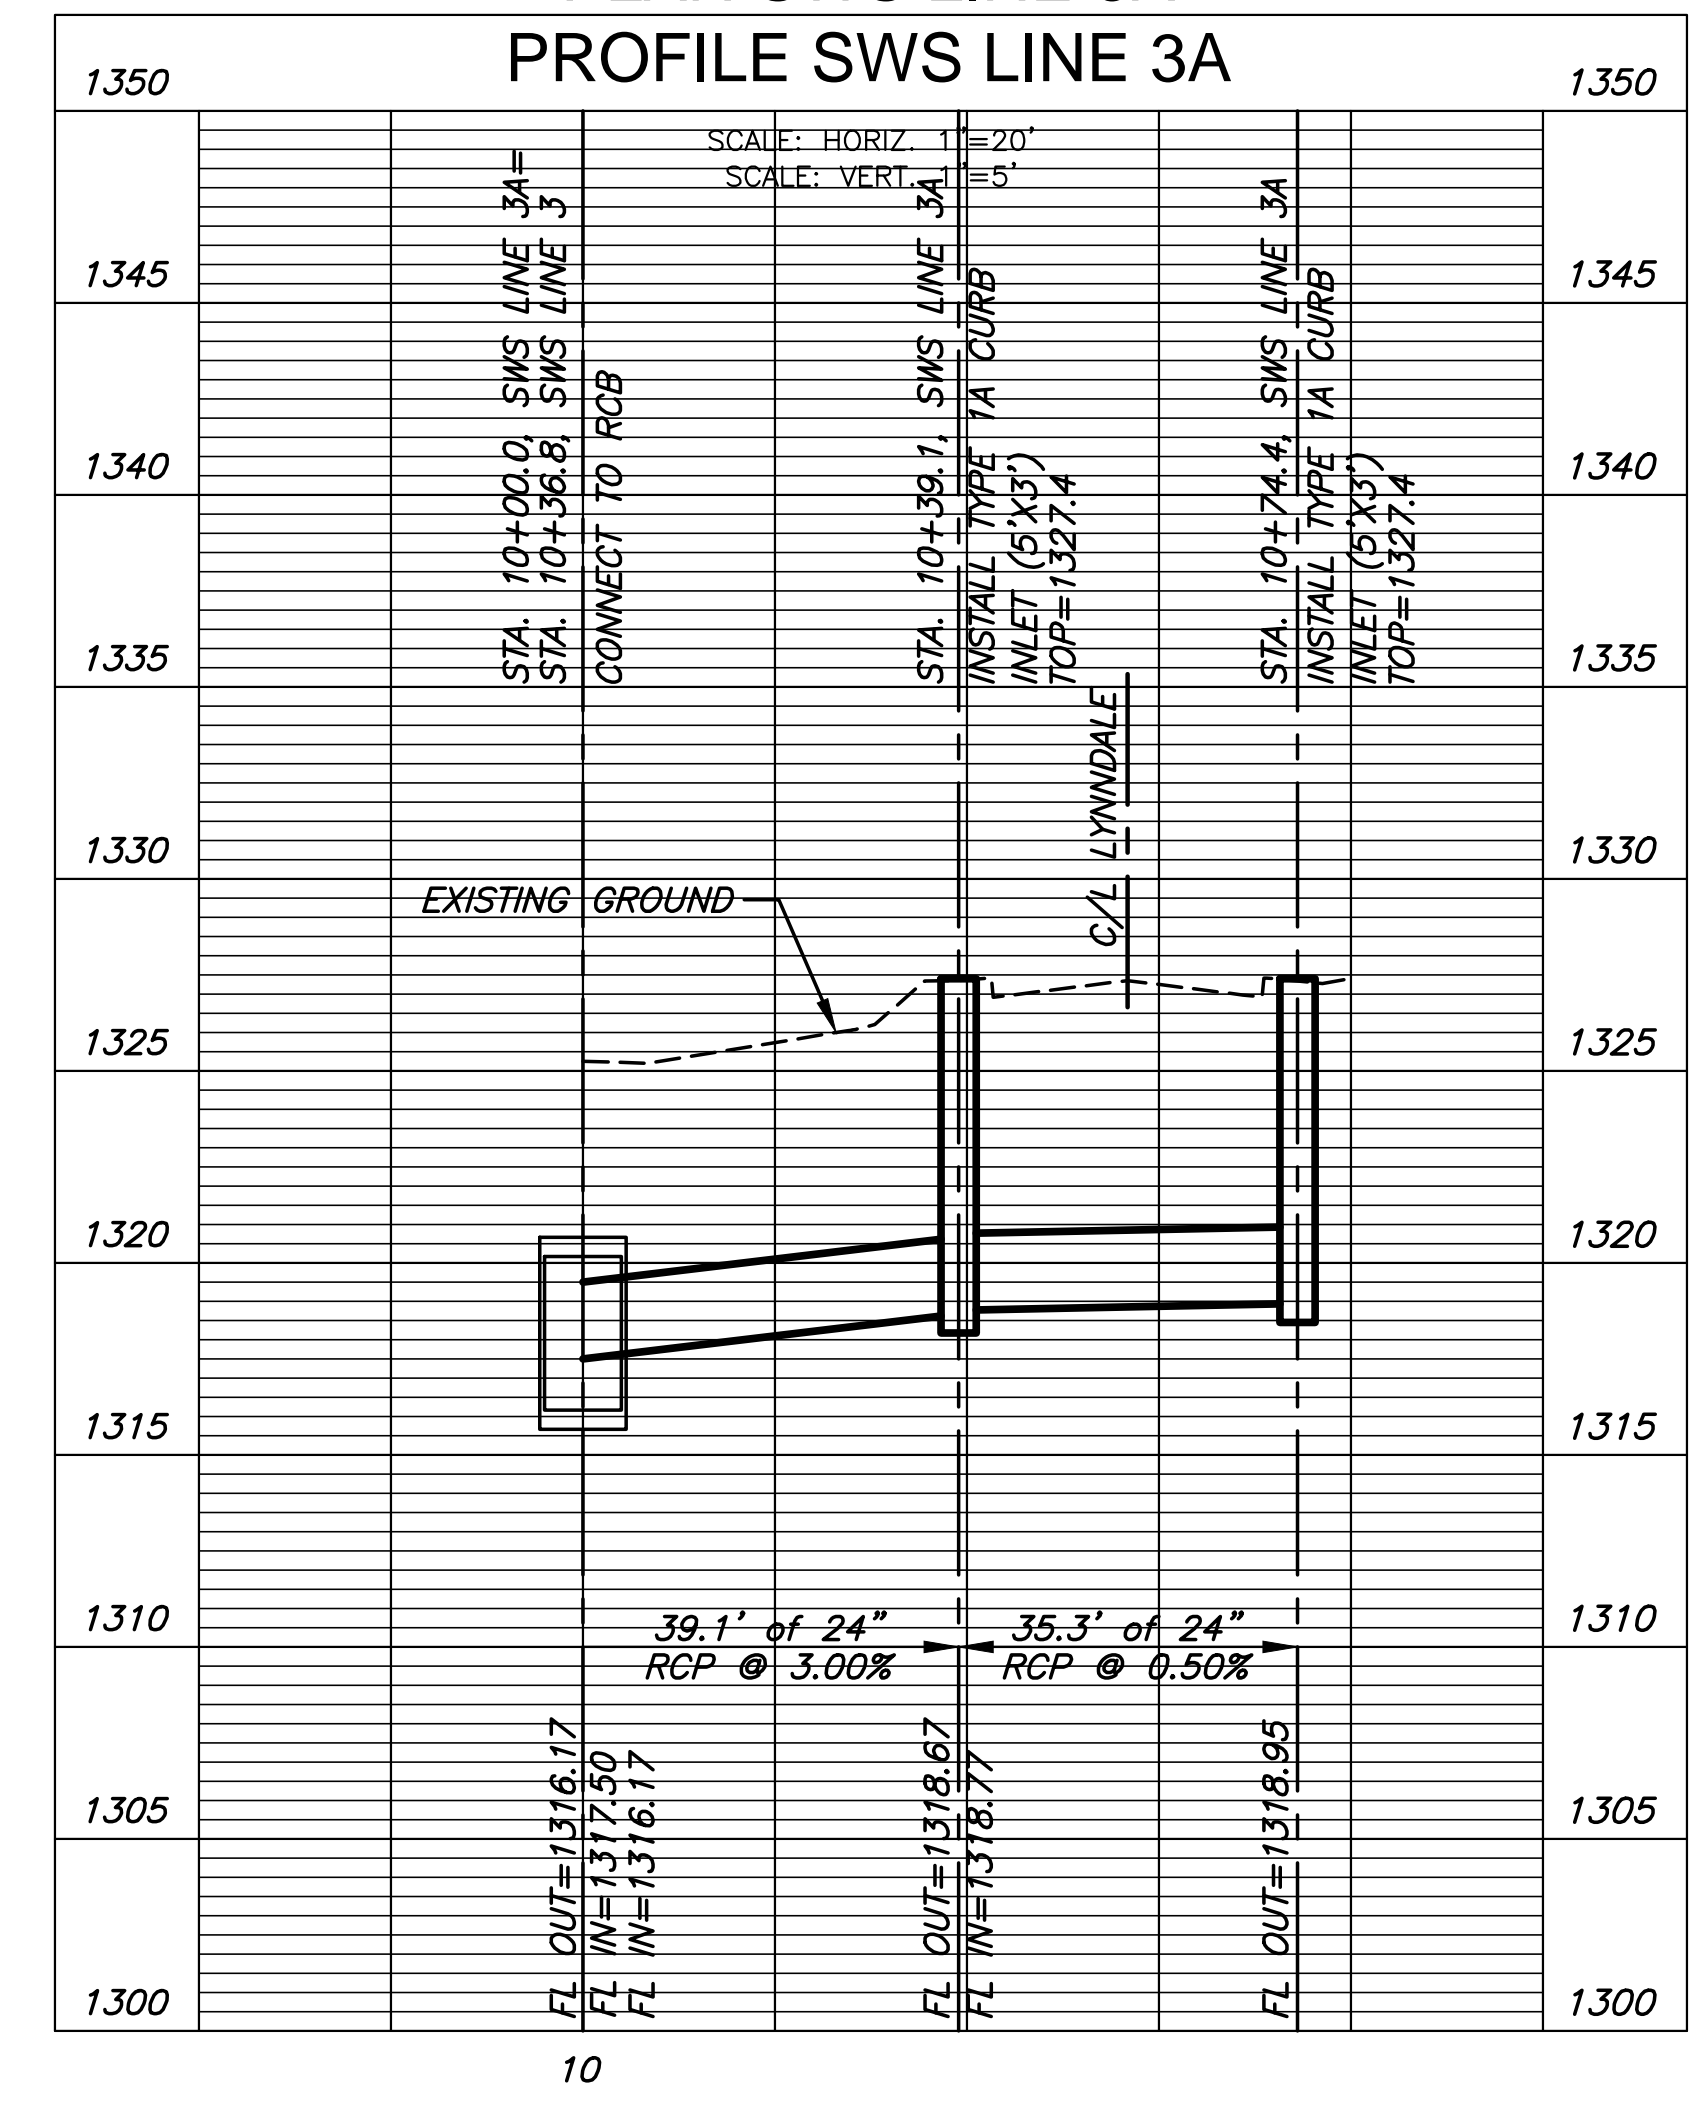 PROFILE SWS LINE 3A
SCALE: HORIZ. 1"=20'
SCALE: VERT. 1"=5'
1350
1350
1345
1345
1340
1340
1335
1335
1330
1330
1325
1325
1320
1320
1315
1315
1310
1310
1305
1305
1300
1300
STA. 10+00.0, SWS LINE 3A=
STA. 10+36.8, SWS LINE 3
CONNECT TO RCB
STA. 10+39.1, SWS LINE 3A
INSTALL TYPE 1A CURB
INLET (5'X3')
TOP=1327.4
C/L LYNNDALE
STA. 10+74.4, SWS LINE 3A
INSTALL TYPE 1A CURB
INLET (5'X3')
TOP=1327.4
EXISTING GROUND
39.1' of 24"
RCP @ 3.00%
35.3' of 24"
RCP @ 0.50%
FL OUT=1316.17
FL IN=1317.50
FL IN=1316.17
FL OUT=1318.67
FL IN=1318.77
FL OUT=1318.95
10